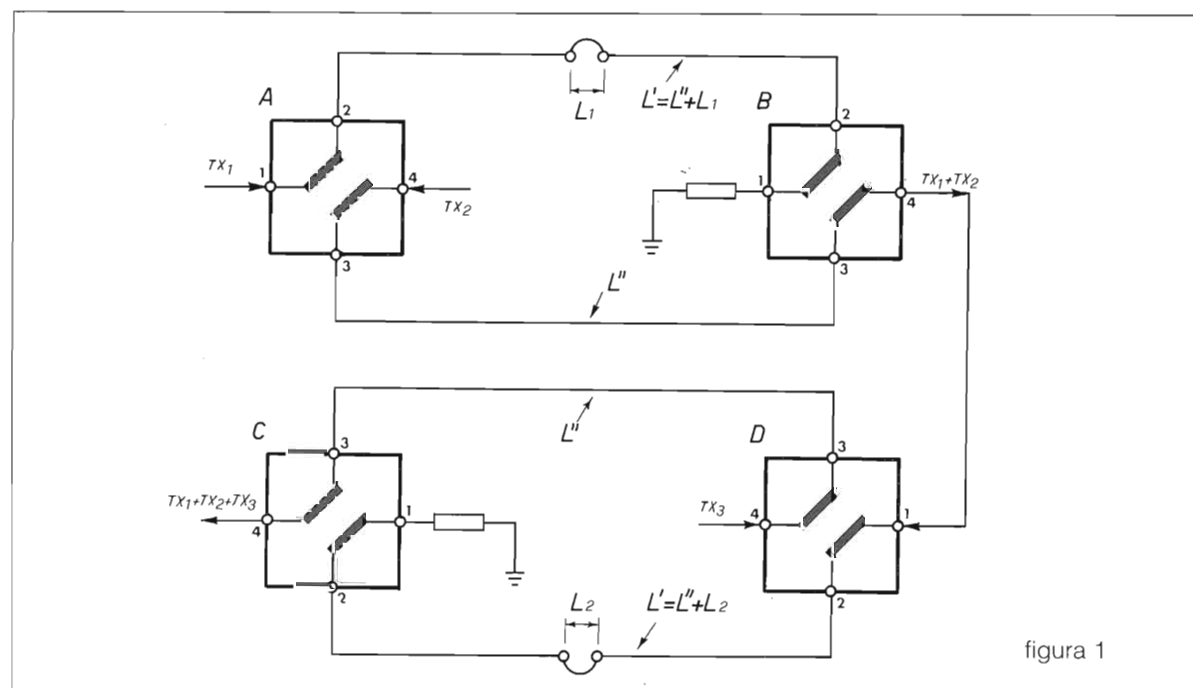 A
B
2
2
L₁
L'=L"+L₁
TX₁
1
4
TX₂
3
1
4
TX₁+TX₂
3
L"
C
D
3
3
L"
TX₁+TX₂+TX₃
4
1
TX₃
4
1
2
2
L₂
L'=L"+L₂
figura 1